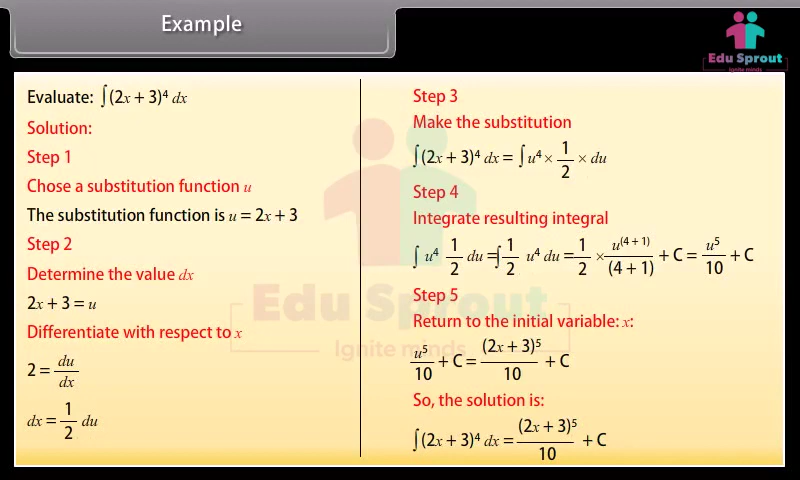 Example
Edu Sprout
Ignite minds
Evaluate: ∫(2x + 3)⁴ dx
Solution:
Step 1
Chose a substitution function u
The substitution function is u = 2x + 3
Step 2
Determine the value dx
2x + 3 = u
Differentiate with respect to x
2 = du/dx
dx = 1/2 du
Step 3
Make the substitution
∫(2x + 3)⁴ dx = ∫ u⁴ × 1/2 × du
Step 4
Integrate resulting integral
∫ u⁴ 1/2 du = ∫ 1/2 u⁴ du = 1/2 × u⁽⁴⁺¹⁾/(4 + 1) + C = u⁵/10 + C
Step 5
Return to the initial variable: x:
u⁵/10 + C = (2x + 3)⁵/10 + C
So, the solution is:
∫(2x + 3)⁴ dx = (2x + 3)⁵/10 + C
Edu Sprout
Ignite minds